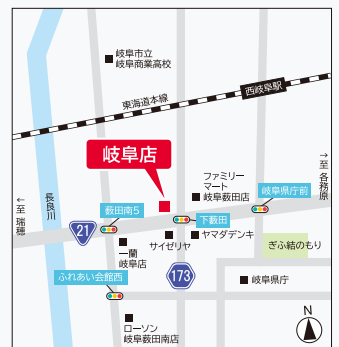 岐阜市立
岐阜商業高校
東海道本線
西岐阜駅
岐阜店
ファミリー
マート
岐阜薮田店
岐阜県庁前
→至 各務原
←至 瑞穂
長良川
薮田南5
下薮田
21
サイゼリヤ
ヤマダデンキ
一蘭
岐阜店
ぎふ結のもり
173
ふれあい会館西
岐阜県庁
ローソン
岐阜薮田南店
N